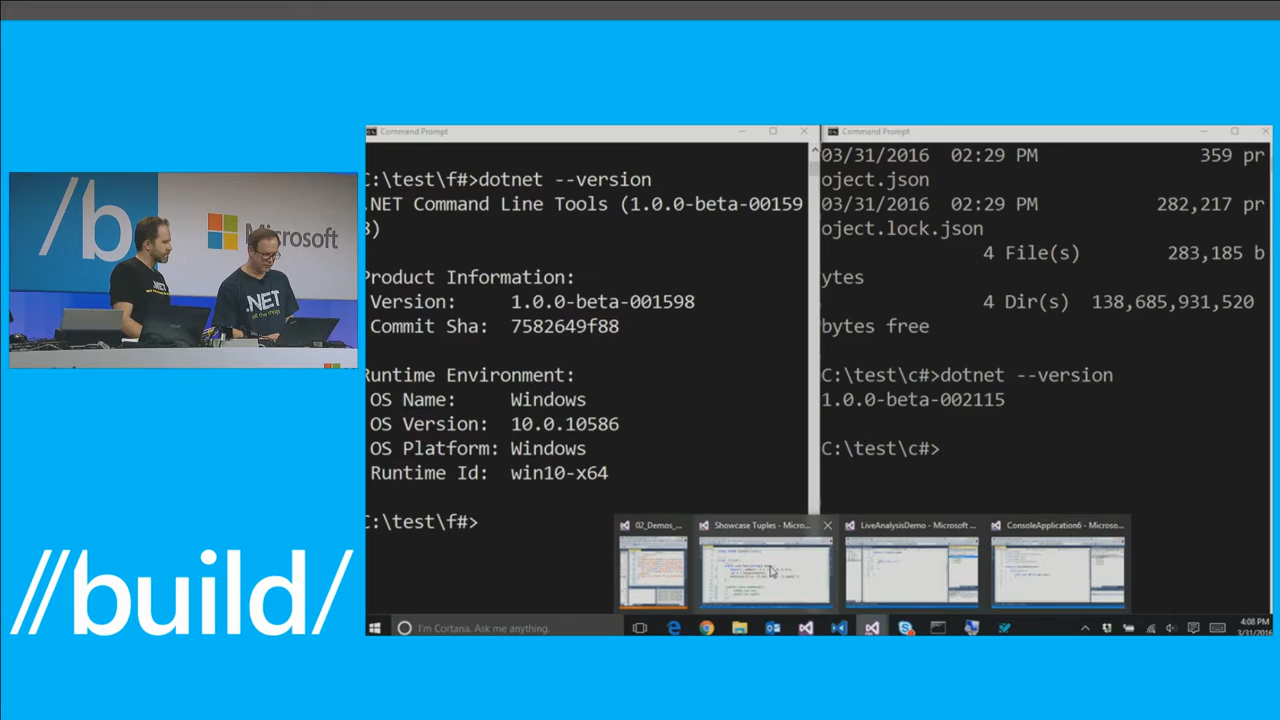 /b
Microsoft
.NET
.NET
all the things
//build/
Command Prompt
C:\test\f#>dotnet --version
.NET Command Line Tools (1.0.0-beta-00159
8)
Product Information:
Version: 1.0.0-beta-001598
Commit Sha: 7582649f88
Runtime Environment:
OS Name: Windows
OS Version: 10.0.10586
OS Platform: Windows
Runtime Id: win10-x64
C:\test\f#>
Command Prompt
03/31/2016 02:29 PM 359 pr
oject.json
03/31/2016 02:29 PM 282,217 pr
oject.lock.json
4 File(s) 283,185 b
ytes
4 Dir(s) 138,685,931,520
bytes free
C:\test\c#>dotnet --version
1.0.0-beta-002115
C:\test\c#>
02_Demos_...
Showcase Tuples - Micro...
LiveAnalysisDemo - Microsoft ...
ConsoleApplication6 - Microso...
I'm Cortana. Ask me anything.
4:08 PM
3/31/2016